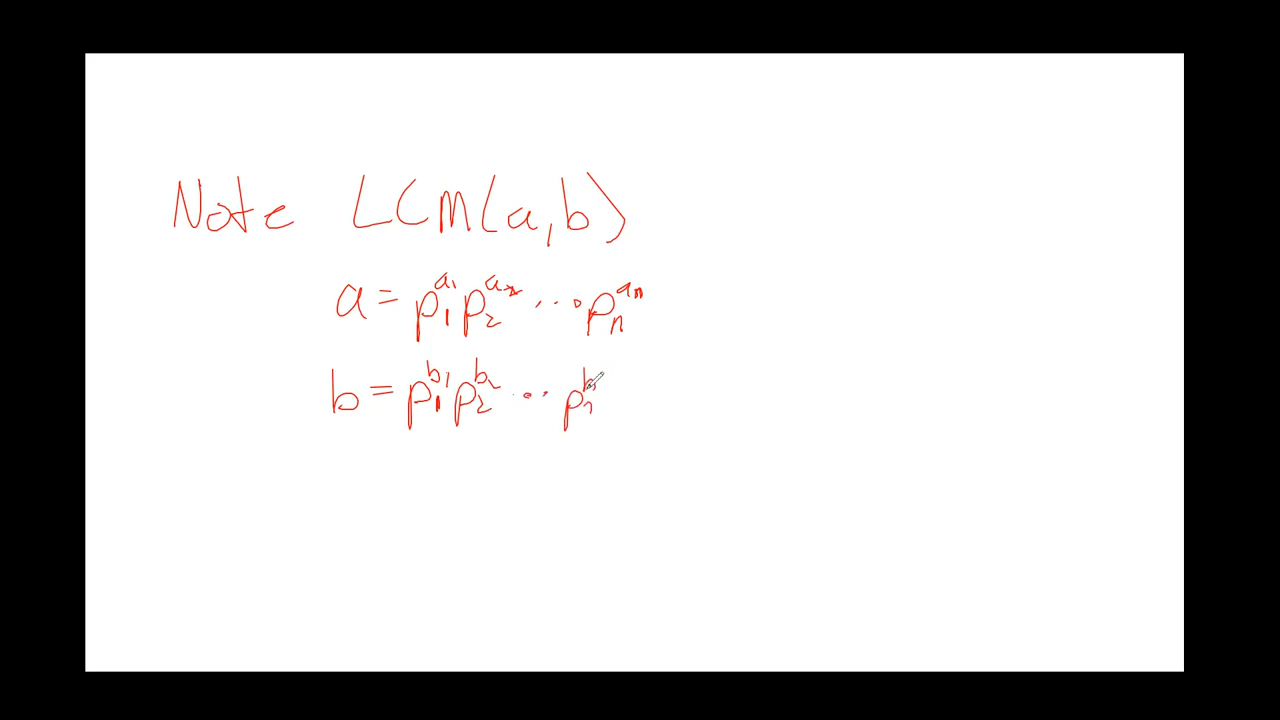 Note LCM(a,b)
a = p₁^a₁ p₂^a₂ ... pₙ^aₙ
b = p₁^b₁ p₂^b₂ ... pₙ^b